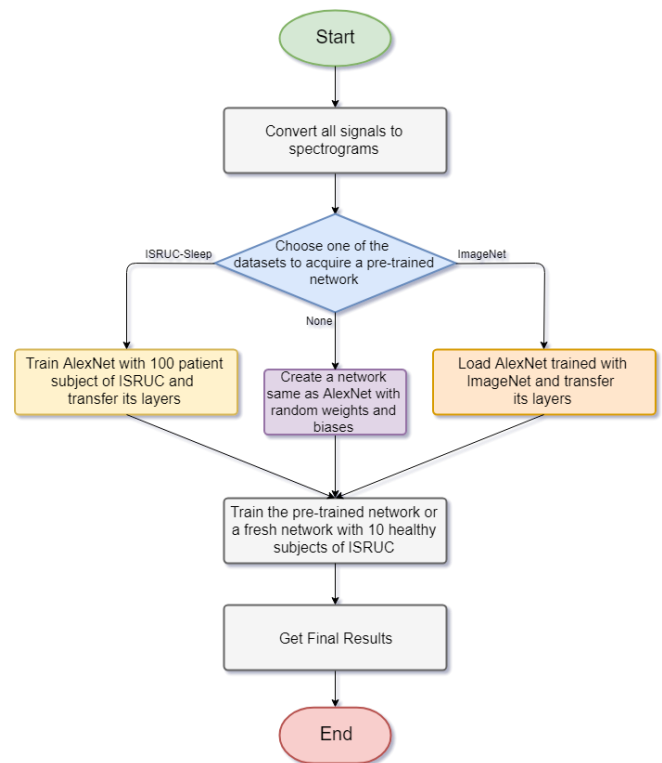 Start
Convert all signals to
spectrograms
Choose one of the
datasets to acquire a pre-trained
network
ISRUC-Sleep
ImageNet
None
Train AlexNet with 100 patient
subject of ISRUC and
transfer its layers
Create a network
same as AlexNet with
random weights and
biases
Load AlexNet trained with
ImageNet and transfer
its layers
Train the pre-trained network or
a fresh network with 10 healthy
subjects of ISRUC
Get Final Results
End